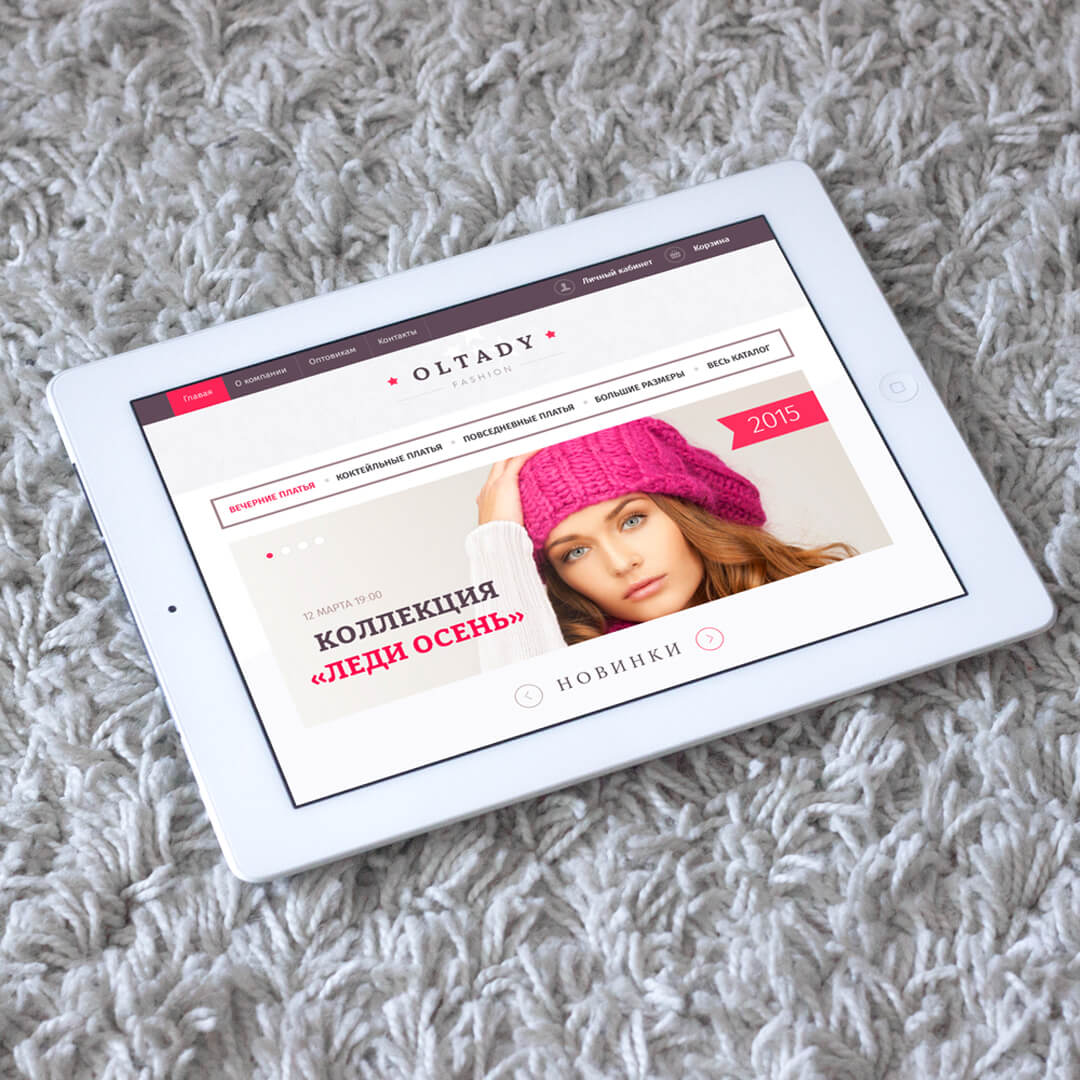 Главая О компании Оптовикам Контакты Личный кабинет Корзина
OLTADY
FASHION
ВЕЧЕРНИЕ ПЛАТЬЯ КОКТЕЙЛЬНЫЕ ПЛАТЬЯ ПОВСЕДНЕВНЫЕ ПЛАТЬЯ БОЛЬШИЕ РАЗМЕРЫ ВЕСЬ КАТАЛОГ
2015
12 МАРТА 19:00
КОЛЛЕКЦИЯ
«ЛЕДИ ОСЕНЬ»
НОВИНКИ